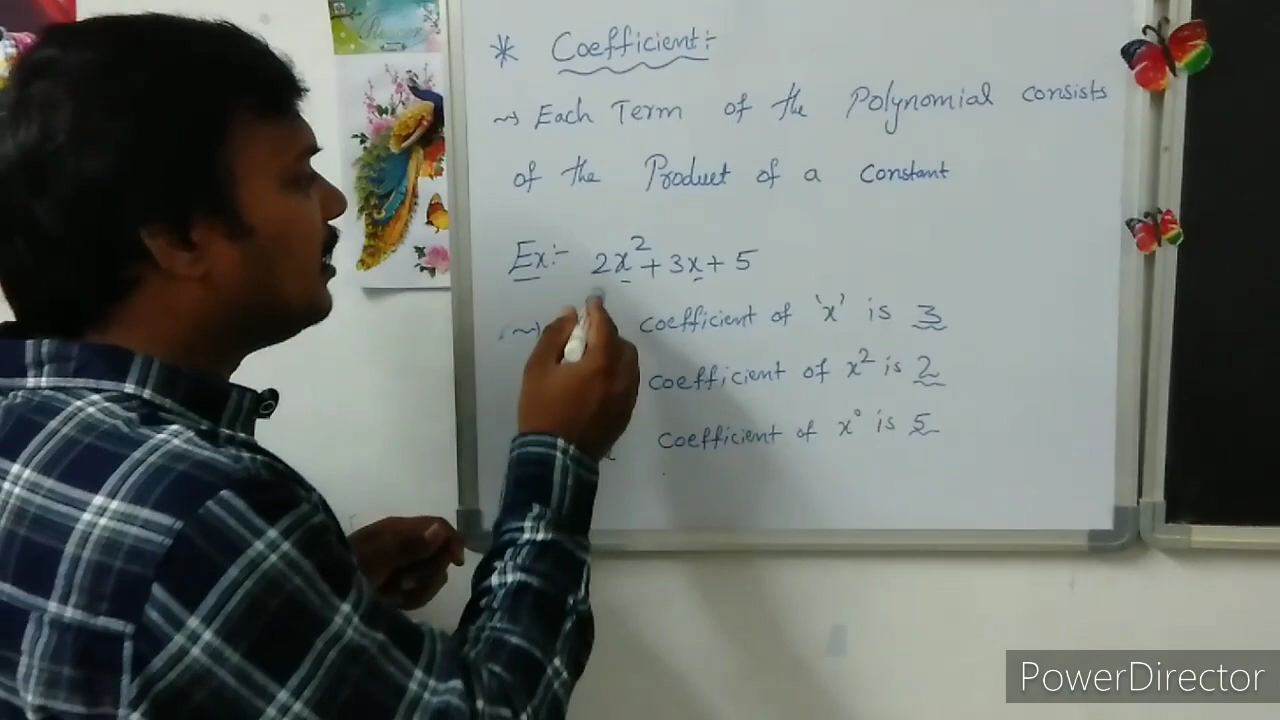 * Coefficient:-
~> Each Term of the Polynomial consists
of the Product of a constant
Ex:- 2x²+3x+5
~> coefficient of 'x' is 3
coefficient of x² is 2
coefficient of x⁰ is 5
PowerDirector